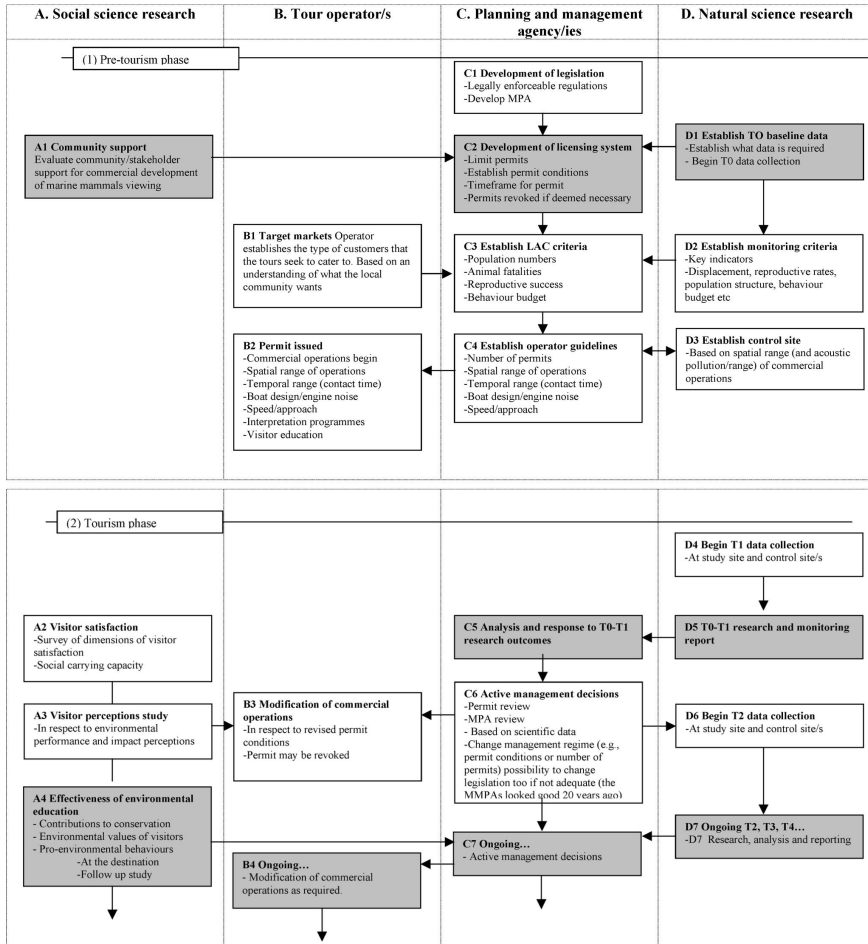 A. Social science research
B. Tour operator/s
C. Planning and management
agency/ies
D. Natural science research
(1) Pre-tourism phase
C1 Development of legislation
-Legally enforceable regulations
-Develop MPA
A1 Community support
Evaluate community/stakeholder
support for commercial development
of marine mammals viewing
C2 Development of licensing system
-Limit permits
-Establish permit conditions
-Timeframe for permit
-Permits revoked if deemed necessary
D1 Establish TO baseline data
-Establish what data is required
- Begin T0 data collection
B1 Target markets Operator
establishes the type of customers that
the tours seek to cater to. Based on an
understanding of what the local
community wants
C3 Establish LAC criteria
-Population numbers
-Animal fatalities
-Reproductive success
-Behaviour budget
D2 Establish monitoring criteria
-Key indicators
-Displacement, reproductive rates,
population structure, behaviour
budget etc
B2 Permit issued
-Commercial operations begin
-Spatial range of operations
-Temporal range (contact time)
-Boat design/engine noise
-Speed/approach
-Interpretation programmes
-Visitor education
C4 Establish operator guidelines
-Number of permits
-Spatial range of operations
-Temporal range (contact time)
-Boat design/engine noise
-Speed/approach
D3 Establish control site
-Based on spatial range (and acoustic
pollution/range) of commercial
operations
(2) Tourism phase
D4 Begin T1 data collection
-At study site and control site/s
A2 Visitor satisfaction
-Survey of dimensions of visitor
satisfaction
-Social carrying capacity
C5 Analysis and response to T0-T1
research outcomes
D5 T0-T1 research and monitoring
report
A3 Visitor perceptions study
-In respect to environmental
performance and impact perceptions
B3 Modification of commercial
operations
-In respect to revised permit
conditions
-Permit may be revoked
C6 Active management decisions
-Permit review
-MPA review
- Based on scientific data
-Change management regime (e.g.,
permit conditions or number of
permits) possibility to change
legislation too if not adequate (the
MMPAs looked good 20 years ago)
D6 Begin T2 data collection
-At study site and control site/s
A4 Effectiveness of environmental
education
- Contributions to conservation
- Environmental values of visitors
- Pro-environmental behaviours
-At the destination
-Follow up study
B4 Ongoing…
- Modification of commercial
operations as required.
C7 Ongoing…
- Active management decisions
D7 Ongoing T2, T3, T4…
-D7 Research, analysis and reporting